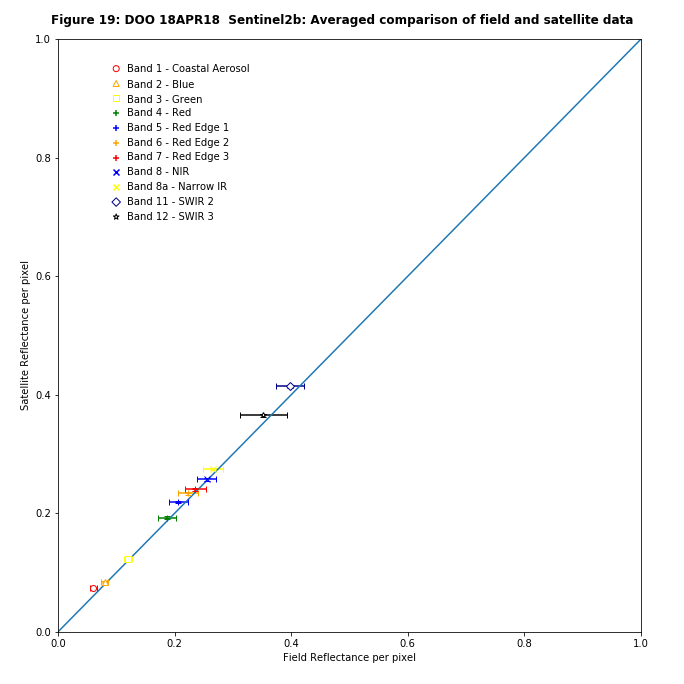 Figure 19: DOO 18APR18  Sentinel2b: Averaged comparison of field and satellite data
1.0
Band 1 - Coastal Aerosol
Band 2 - Blue
Band 3 - Green
Band 4 - Red
Band 5 - Red Edge 1
Band 6 - Red Edge 2
Band 7 - Red Edge 3
Band 8 - NIR
Band 8a - Narrow IR
Band 11 - SWIR 2
Band 12 - SWIR 3
0.8
0.6
0.4
0.2
0.0
Satellite Reflectance per pixel
0.0 0.2 0.4 0.6 0.8 1.0
Field Reflectance per pixel